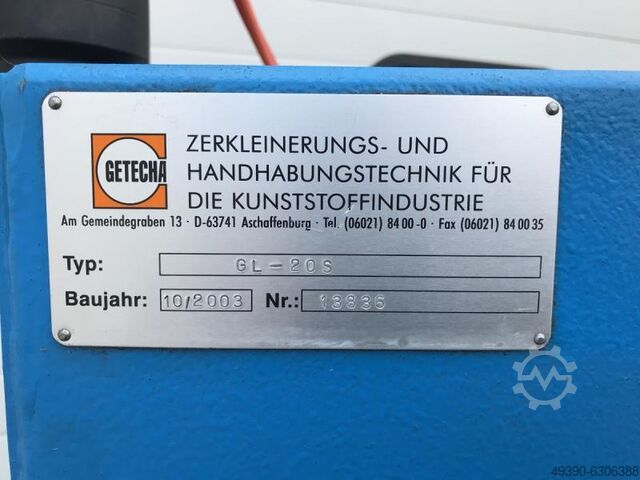 GETECHA
ZERKLEINERUNGS- UND
HANDHABUNGSTECHNIK FÜR
DIE KUNSTSTOFFINDUSTRIE
Am Gemeindegraben 13 · D-63741 Aschaffenburg · Tel. (06021) 84 00-0 · Fax (06021) 84 00 35
Typ: GL-20S
Baujahr: 10/2003 Nr.: 13836
49390-6306388